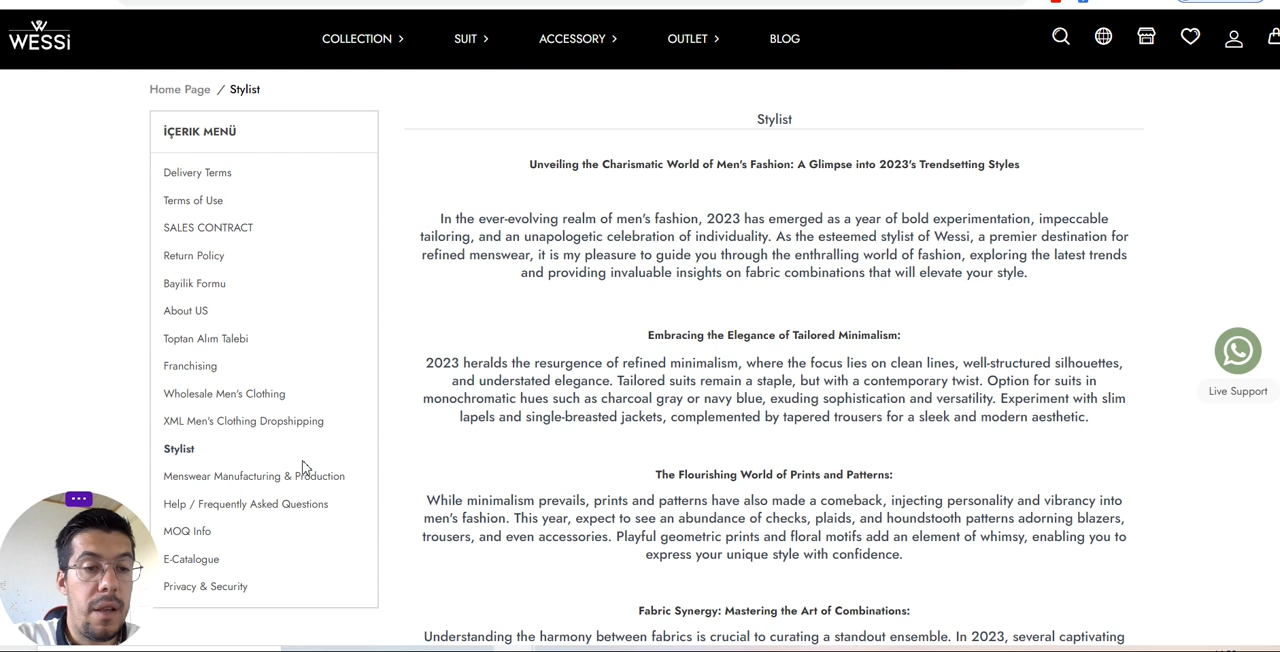 WESSi
COLLECTION
SUIT
ACCESSORY
OUTLET
BLOG
Home Page / Stylist
İÇERIK MENÜ
Delivery Terms
Terms of Use
SALES CONTRACT
Return Policy
Bayilik Formu
About US
Toptan Alım Talebi
Franchising
Wholesale Men's Clothing
XML Men's Clothing Dropshipping
Stylist
Menswear Manufacturing & Production
Help / Frequently Asked Questions
MOQ Info
E-Catalogue
Privacy & Security
Stylist
Unveiling the Charismatic World of Men's Fashion: A Glimpse into 2023's Trendsetting Styles
In the ever-evolving realm of men's fashion, 2023 has emerged as a year of bold experimentation, impeccable
tailoring, and an unapologetic celebration of individuality. As the esteemed stylist of Wessi, a premier destination for
refined menswear, it is my pleasure to guide you through the enthralling world of fashion, exploring the latest trends
and providing invaluable insights on fabric combinations that will elevate your style.
Embracing the Elegance of Tailored Minimalism:
2023 heralds the resurgence of refined minimalism, where the focus lies on clean lines, well-structured silhouettes,
and understated elegance. Tailored suits remain a staple, but with a contemporary twist. Option for suits in
monochromatic hues such as charcoal gray or navy blue, exuding sophistication and versatility. Experiment with slim
lapels and single-breasted jackets, complemented by tapered trousers for a sleek and modern aesthetic.
The Flourishing World of Prints and Patterns:
While minimalism prevails, prints and patterns have also made a comeback, injecting personality and vibrancy into
men's fashion. This year, expect to see an abundance of checks, plaids, and houndstooth patterns adorning blazers,
trousers, and even accessories. Playful geometric prints and floral motifs add an element of whimsy, enabling you to
express your unique style with confidence.
Fabric Synergy: Mastering the Art of Combinations:
Understanding the harmony between fabrics is crucial to curating a standout ensemble. In 2023, several captivating
Live Support